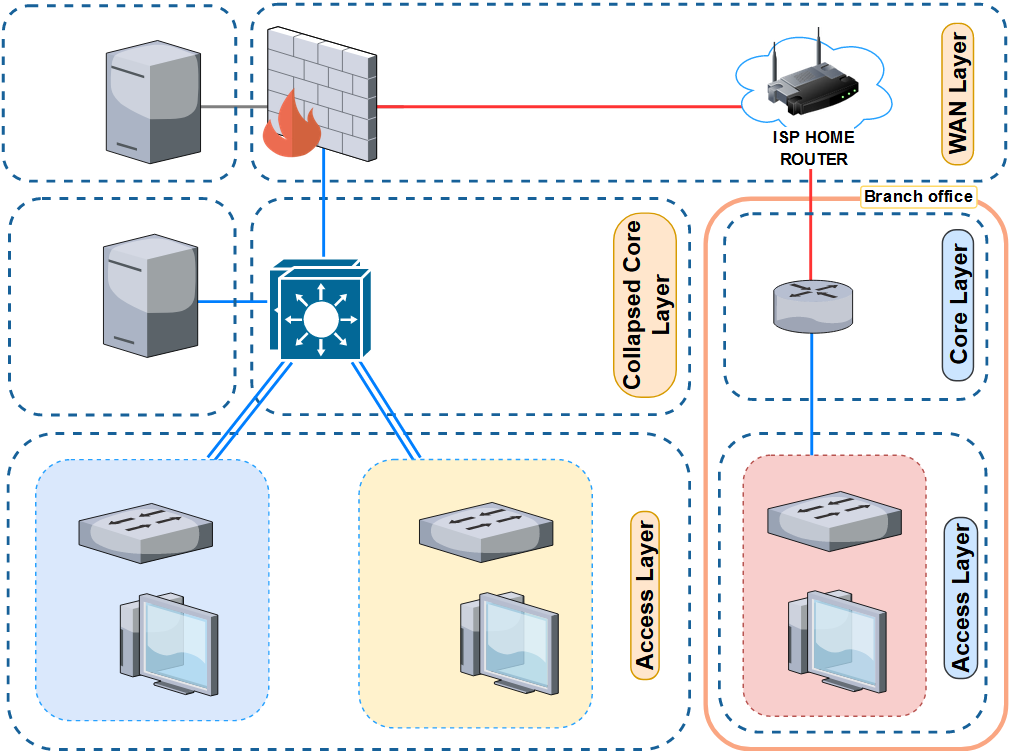 WAN Layer
ISP HOME
ROUTER
Branch office
Collapsed Core
Layer
Core Layer
Access Layer
Access Layer